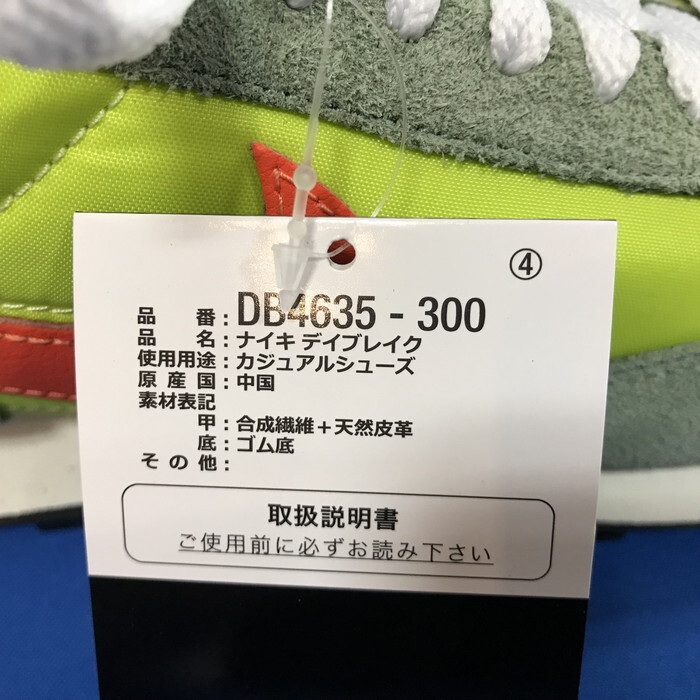 ④
品番:DB4635 - 300
品名:ナイキ デイブレイク
使用用途:カジュアルシューズ
原産国:中国
素材表記
甲:合成繊維+天然皮革
底:ゴム底
その他:
取扱説明書
ご使用前に必ずお読み下さい